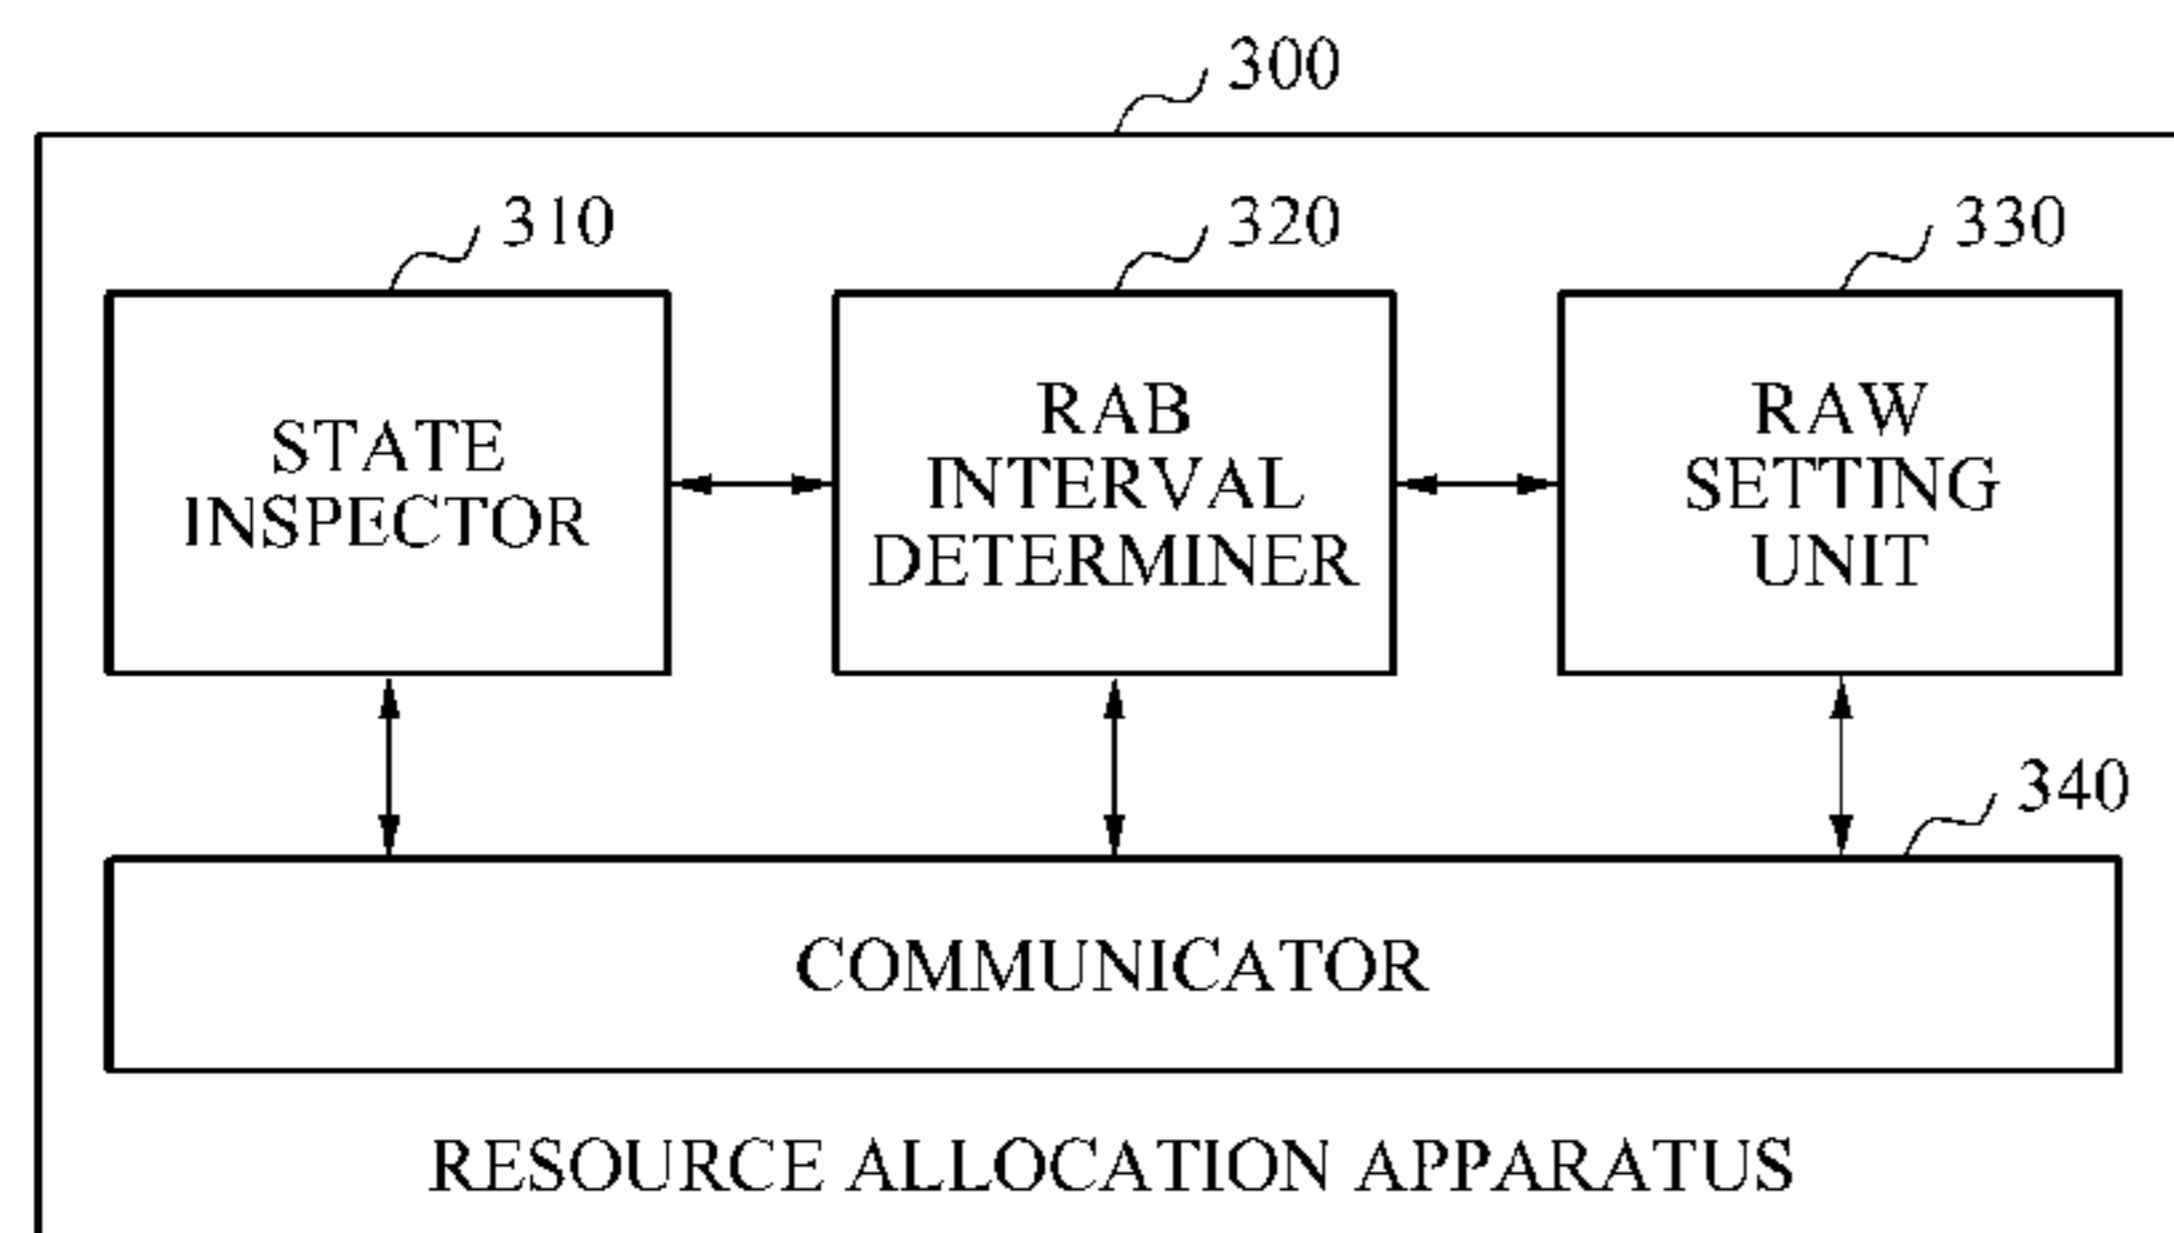 300
310
320
330
STATE
INSPECTOR
RAB
INTERVAL
DETERMINER
RAW
SETTING
UNIT
340
COMMUNICATOR
RESOURCE ALLOCATION APPARATUS